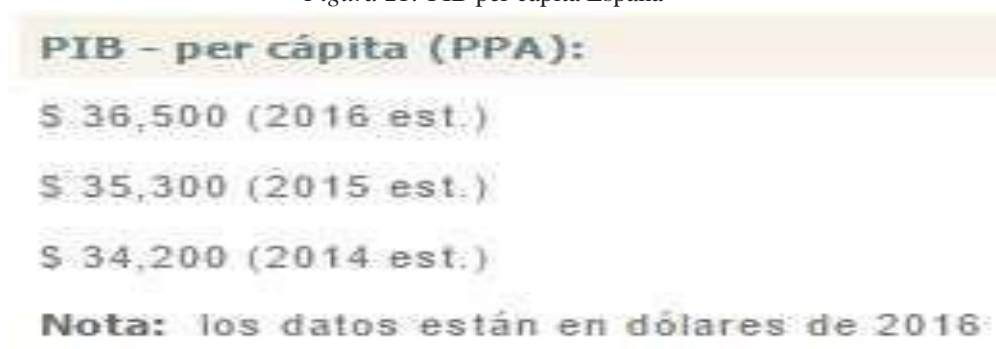 PIB - per cápita (PPA):
$ 36,500 (2016 est.)
$ 35,300 (2015 est.)
$ 34,200 (2014 est.)
Nota: los datos están en dólares de 2016